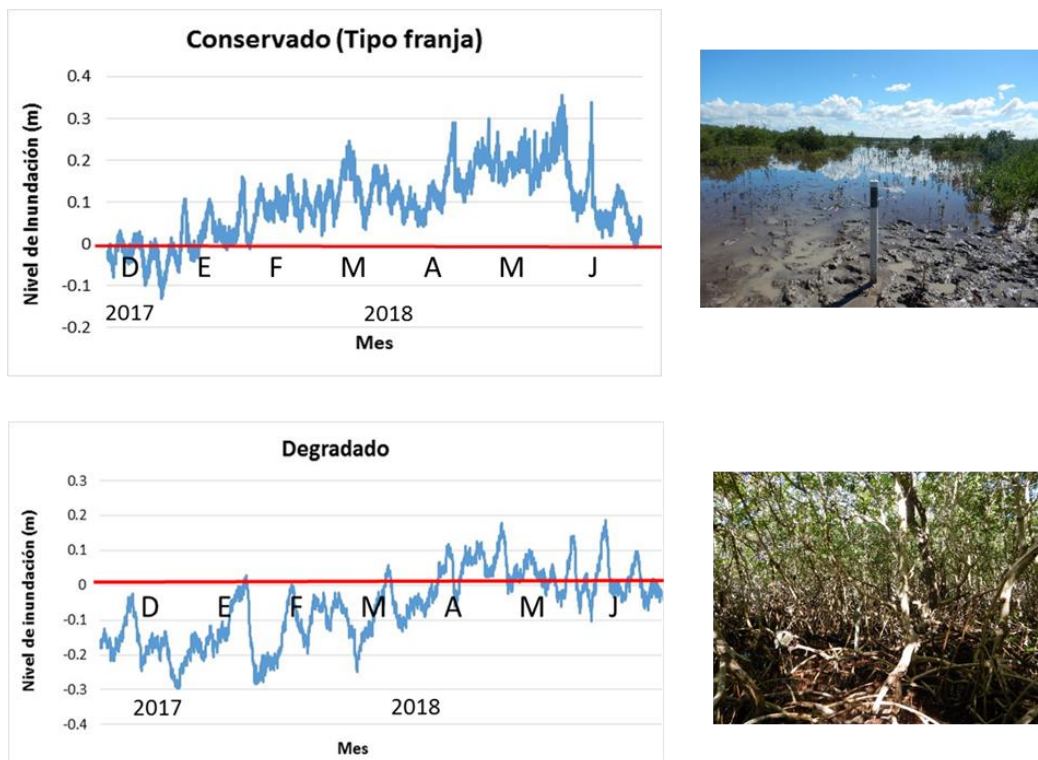 Conservado (Tipo franja)
Nivel de Inundación (m)
0.4
0.3
0.2
0.1
0
-0.1
-0.2
D E F M A M J
2017 2018
Mes
Degradado
Nivel de inundación (m)
0.3
0.2
0.1
0
-0.1
-0.2
-0.3
-0.4
D E F M A M J
2017 2018
Mes